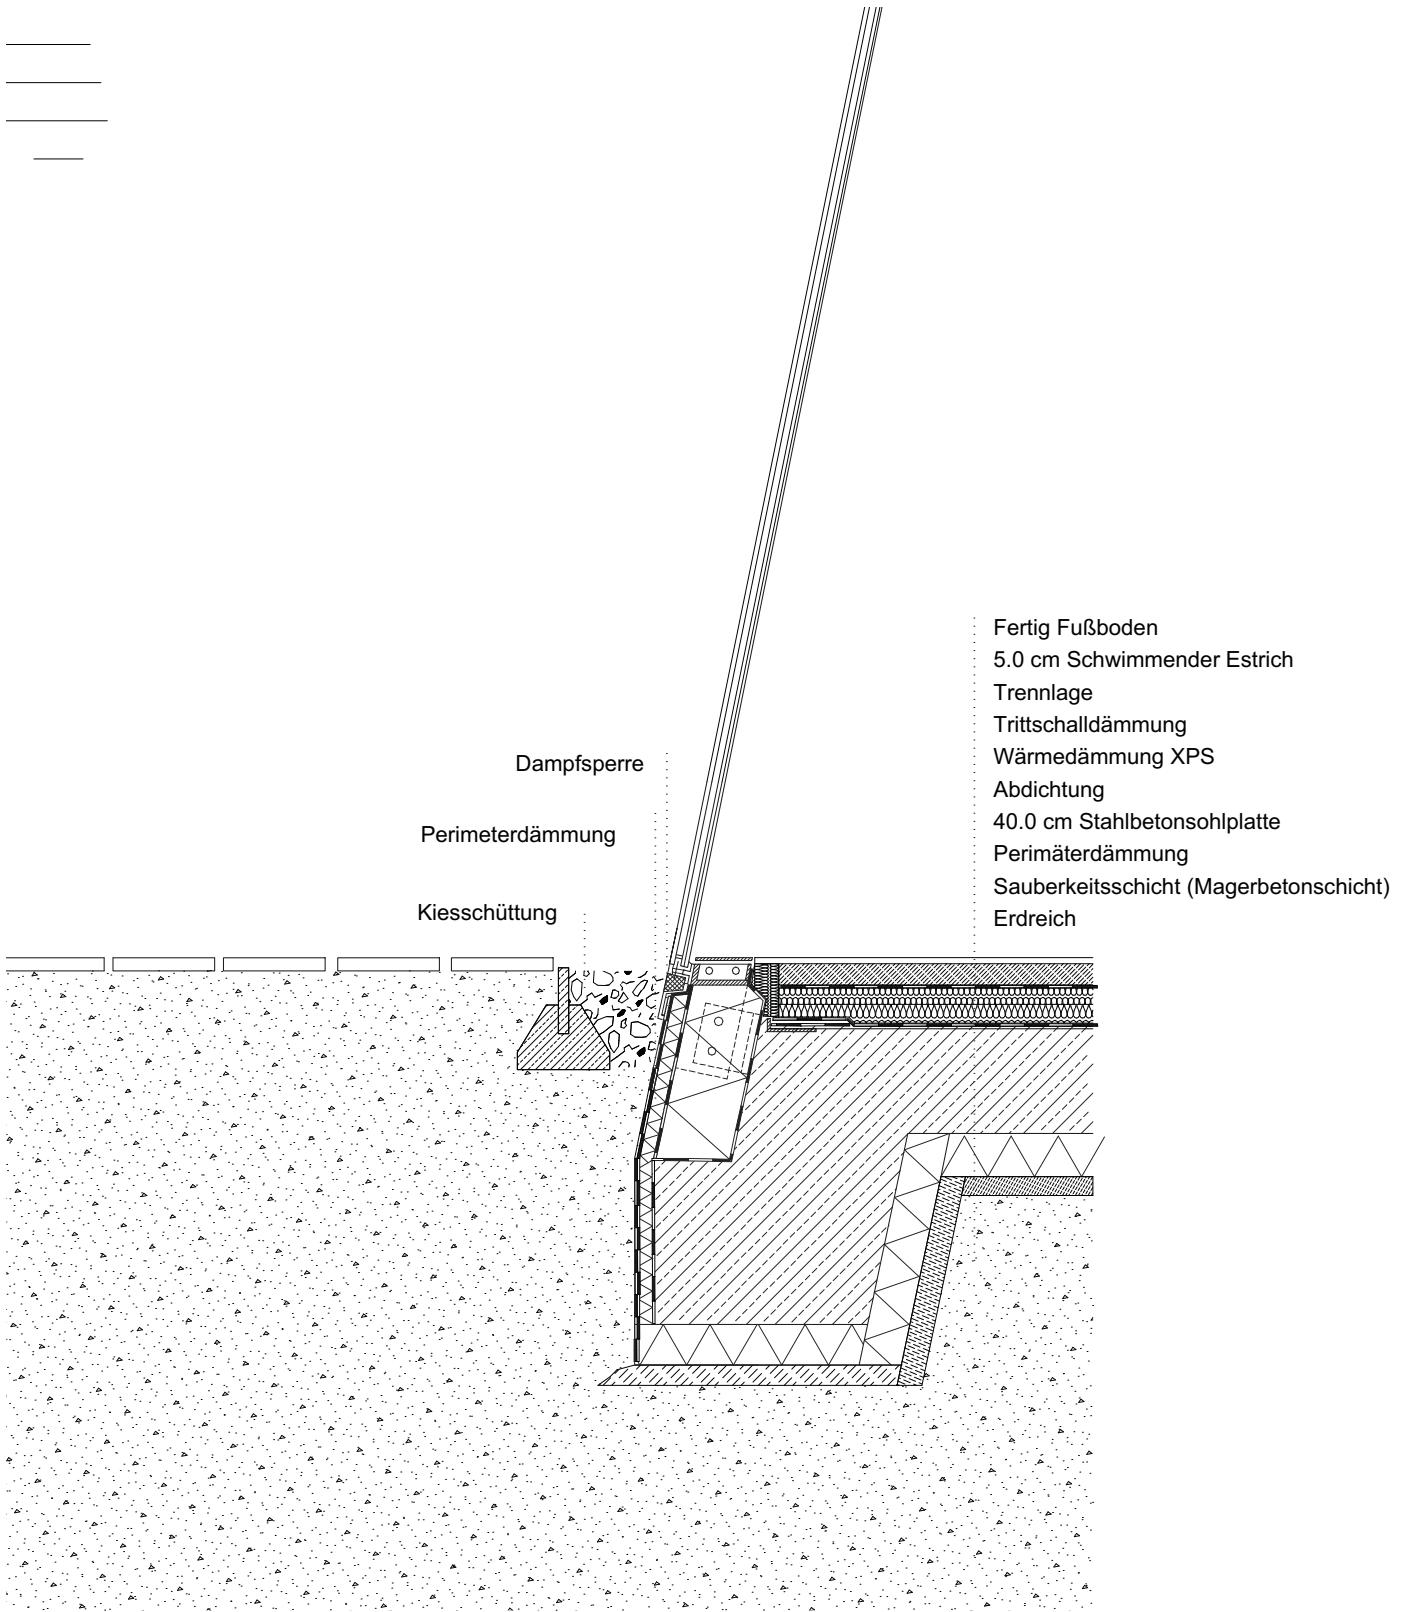 Fertig Fußboden
5.0 cm Schwimmender Estrich
Trennlage
Trittschalldämmung
Wärmedämmung XPS
Abdichtung
40.0 cm Stahlbetonsohlplatte
Perimäterdämmung
Sauberkeitsschicht (Magerbetonschicht)
Erdreich
Dampfsperre
Perimeterdämmung
Kiesschüttung